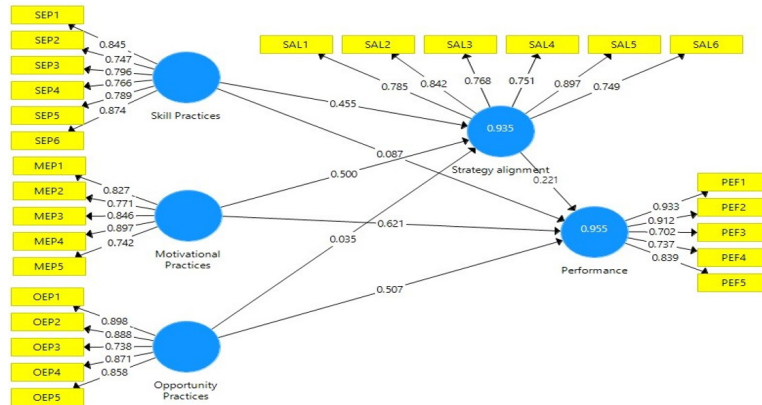 SEP1
SEP2
SEP3
SEP4
SEP5
SEP6
0.845
0.747
0.796
0.766
0.789
0.874
Skill Practices
SAL1
SAL2
SAL3
SAL4
SAL5
SAL6
0.785
0.842
0.768
0.751
0.897
0.749
0.935
Strategy alignment
0.455
0.087
0.500
0.221
MEP1
MEP2
MEP3
MEP4
MEP5
0.827
0.771
0.846
0.897
0.742
Motivational
Practices
0.621
0.035
0.507
PEF1
PEF2
PEF3
PEF4
PEF5
0.933
0.912
0.702
0.737
0.839
0.955
Performance
OEP1
OEP2
OEP3
OEP4
OEP5
0.898
0.888
0.738
0.871
0.858
Opportunity
Practices